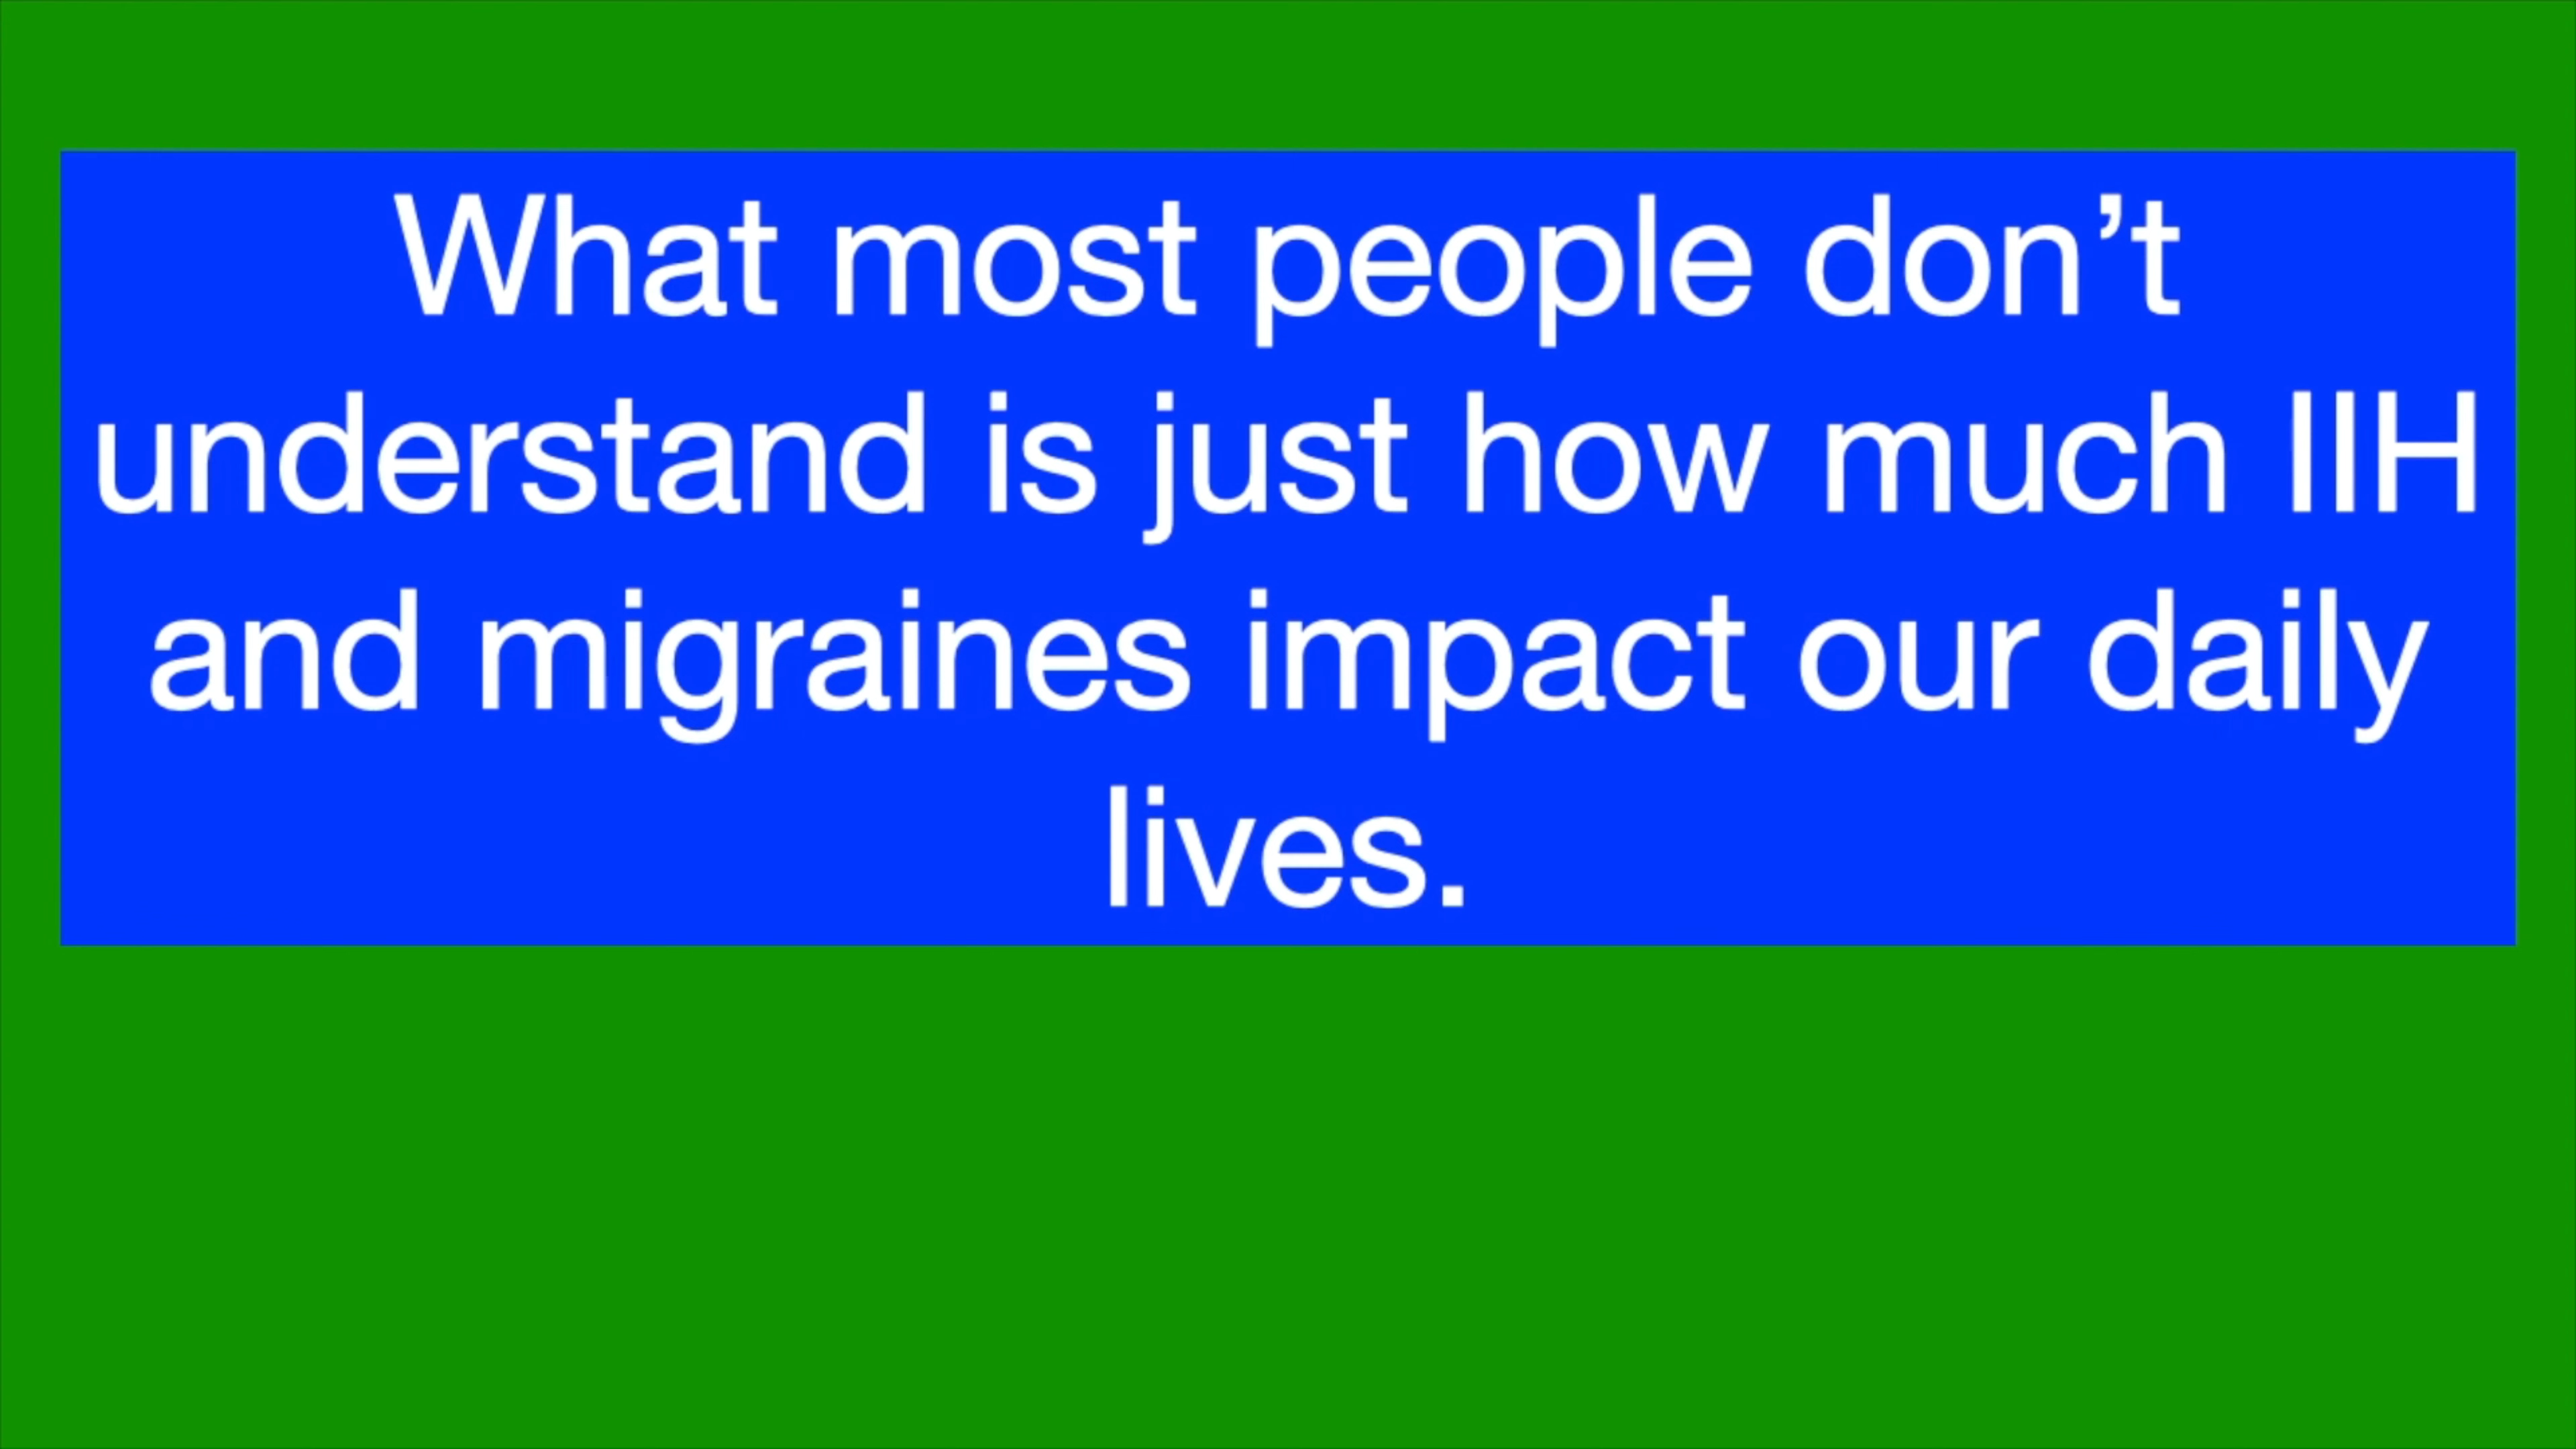 What most people don’t
understand is just how much IIH
and migraines impact our daily
lives.